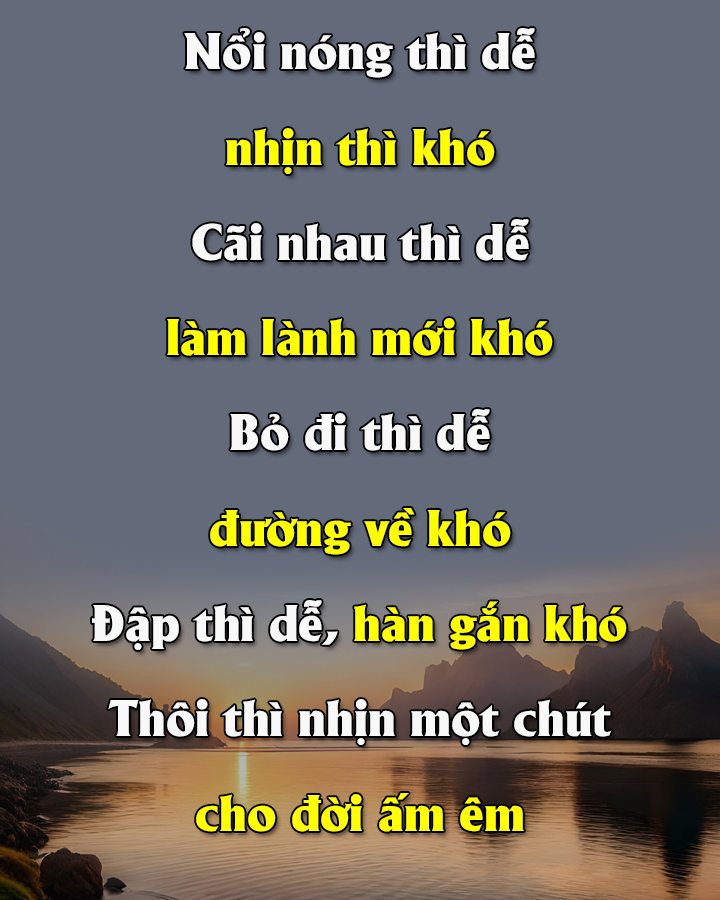 Nổi nóng thì dễ
nhịn thì khó
Cãi nhau thì dễ
làm lành mới khó
Bỏ đi thì dễ
đường về khó
Đập thì dễ, hàn gắn khó
Thôi thì nhịn một chút
cho đời ấm êm